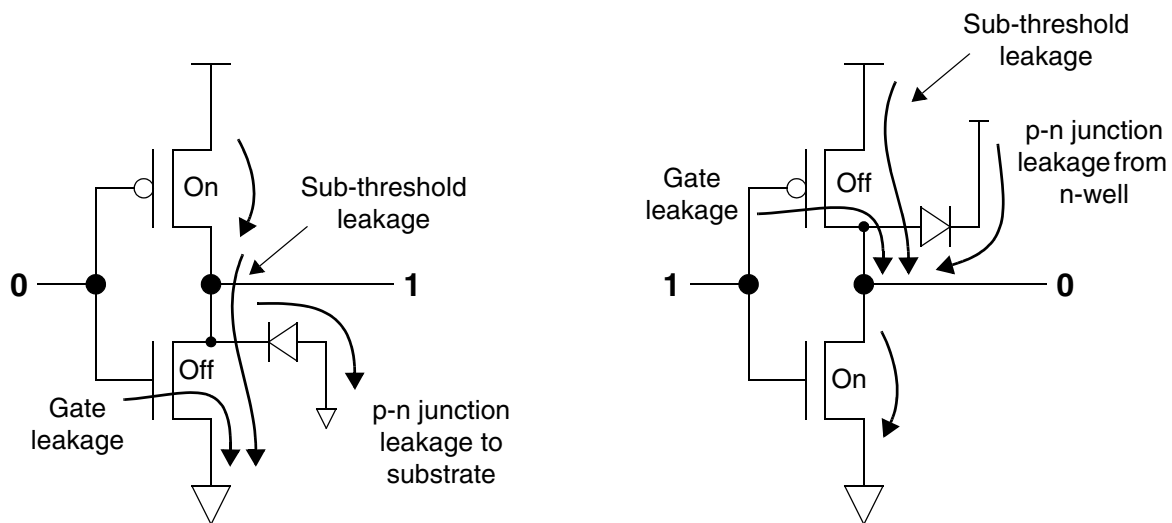 On
Sub-threshold
leakage
0
1
Off
Gate
leakage
p-n junction
leakage to
substrate
Sub-threshold
leakage
p-n junction
leakage from
n-well
Gate
leakage
Off
1
0
On